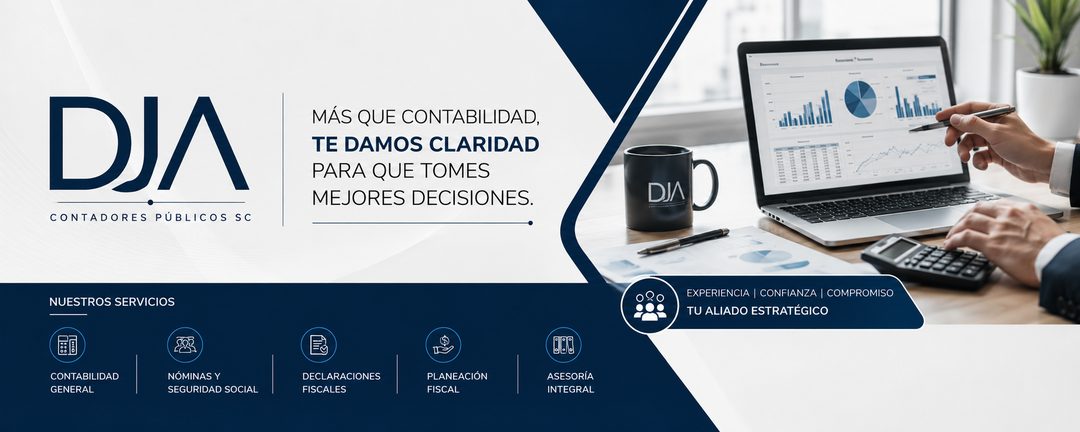 DJA
CONTADORES PÚBLICOS SC
MÁS QUE CONTABILIDAD,
TE DAMOS CLARIDAD
PARA QUE TOMES
MEJORES DECISIONES.
DJA
EXPERIENCIA | CONFIANZA | COMPROMISO
TU ALIADO ESTRATÉGICO
NUESTROS SERVICIOS
CONTABILIDAD
GENERAL
NÓMINAS Y
SEGURIDAD SOCIAL
DECLARACIONES
FISCALES
PLANEACIÓN
FISCAL
ASESORÍA
INTEGRAL